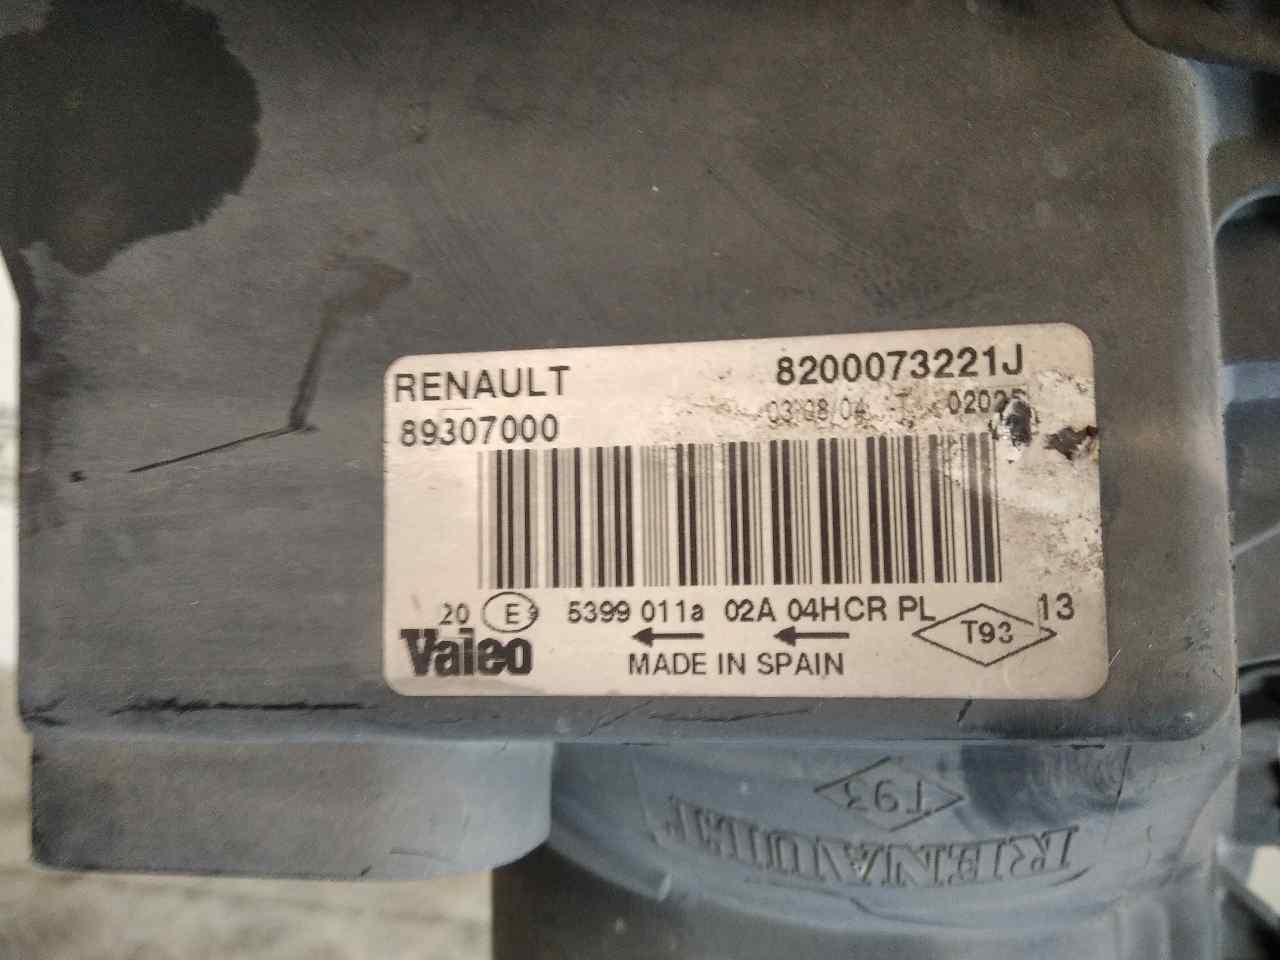 RENAULT 8200073221J
89307000 03/08/04 T
20 E9 5399 011a 02A 04HCR PL T93 13
Valeo MADE IN SPAIN
T93
RENAULT